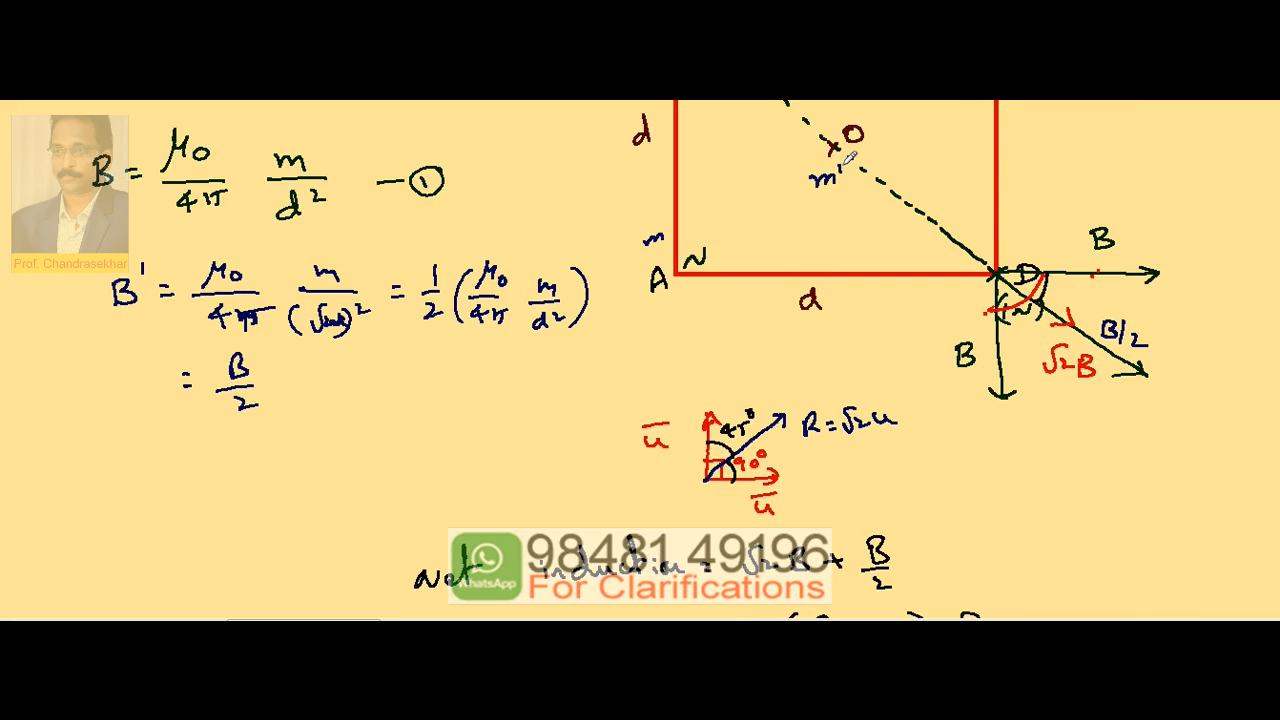 B = μ₀/4π m/d² — ①
Prof. Chandrasekhar
B' = μ₀/4π m/(√2d)² = 1/2 (μ₀/4π m/d²)
= B/2
d
O
m'
m
A
N
d
D
(N)
B
B
B/2
√2B
u
45°
90°
u
R = √2u
Net induction = √2B + B/2
WhatsApp
98481 49196
For Clarifications